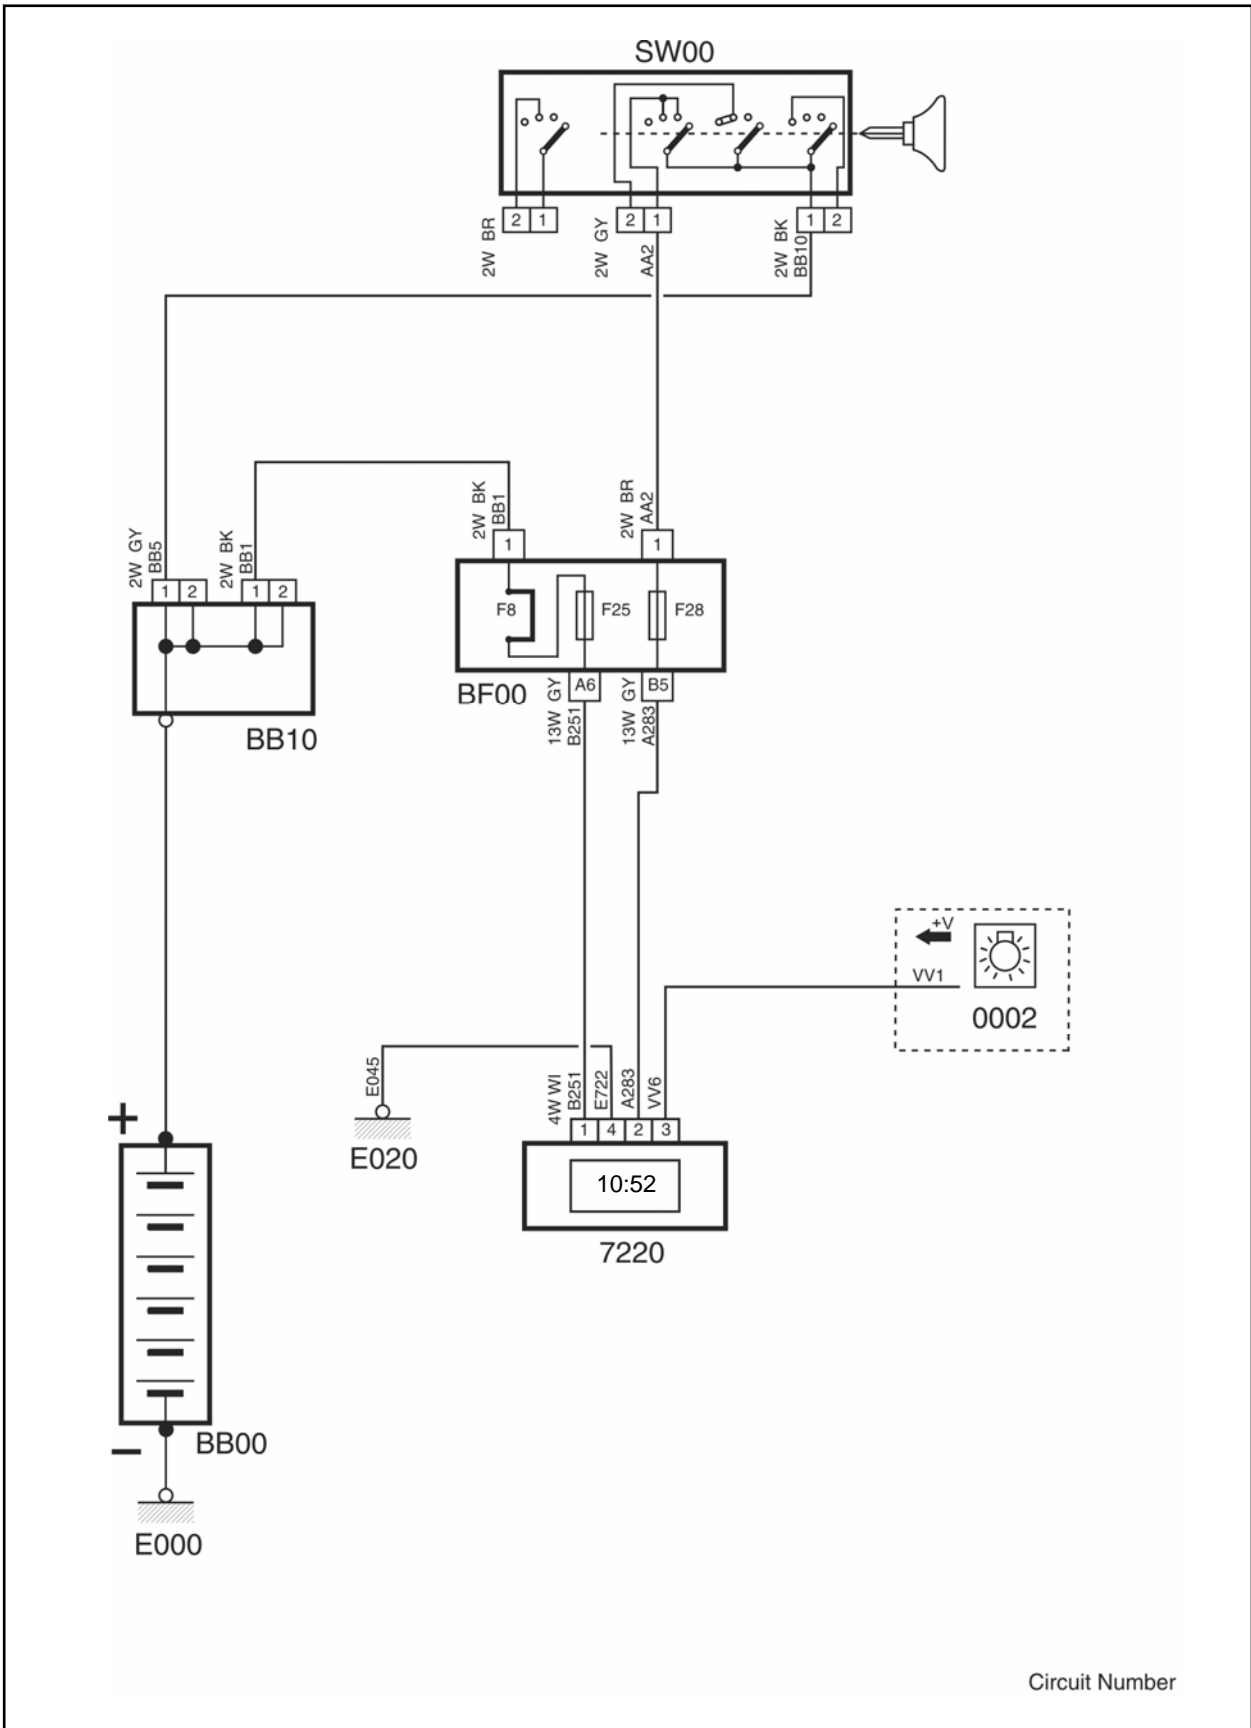 SW00
2 1
2 1
1 2
2W BR
2W GY
AA2
2W BK
BB10
2W GY
BB5
2W BK
BB1
2W BK
BB1
2W BR
AA2
1 2
1 2
1
1
F8
F25
F28
BF00
A6
B5
BB10
13W GY
B251
13W GY
A283
+V
VV1
0002
E045
4W WI
B251
E722
A283
VV6
1 4 2 3
+
E020
10:52
7220
−
BB00
E000
Circuit Number